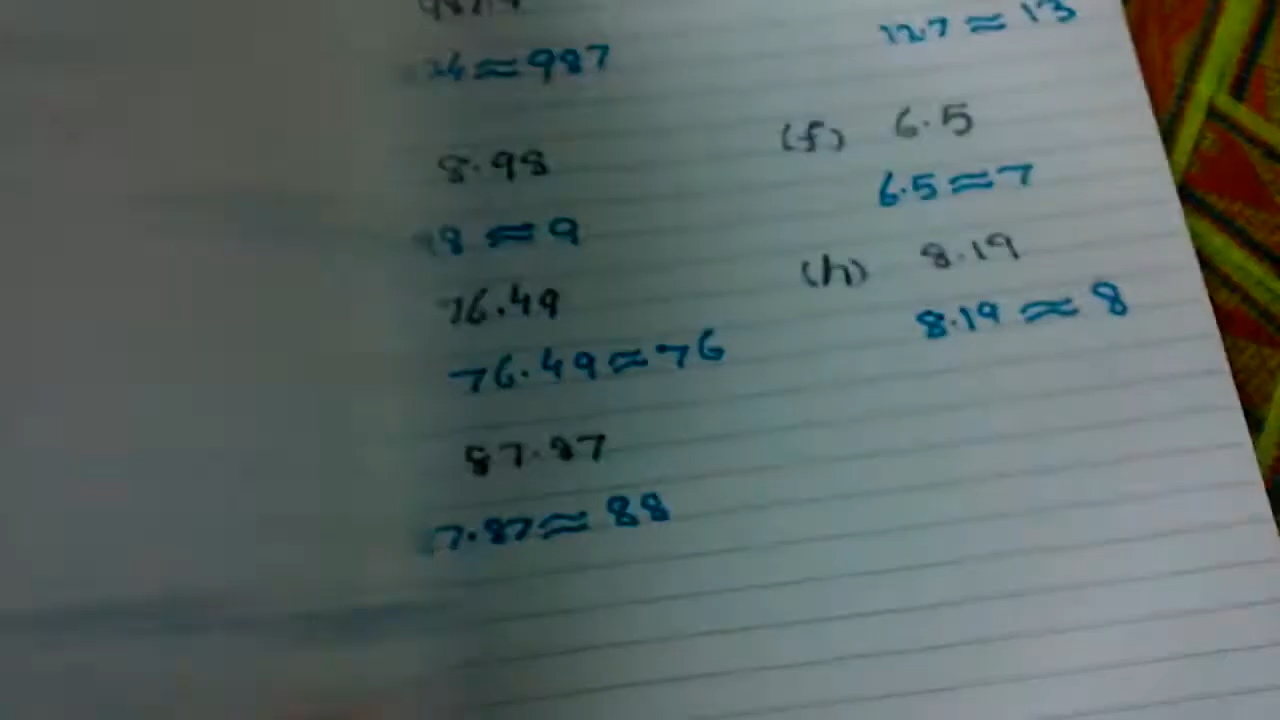 ≈ 987
12.7 ≈ 13
8.98
(f) 6.5
6.5 ≈ 7
≈ 9
(h) 8.19
76.49
8.19 ≈ 8
76.49 ≈ 76
87.87
7.87 ≈ 88